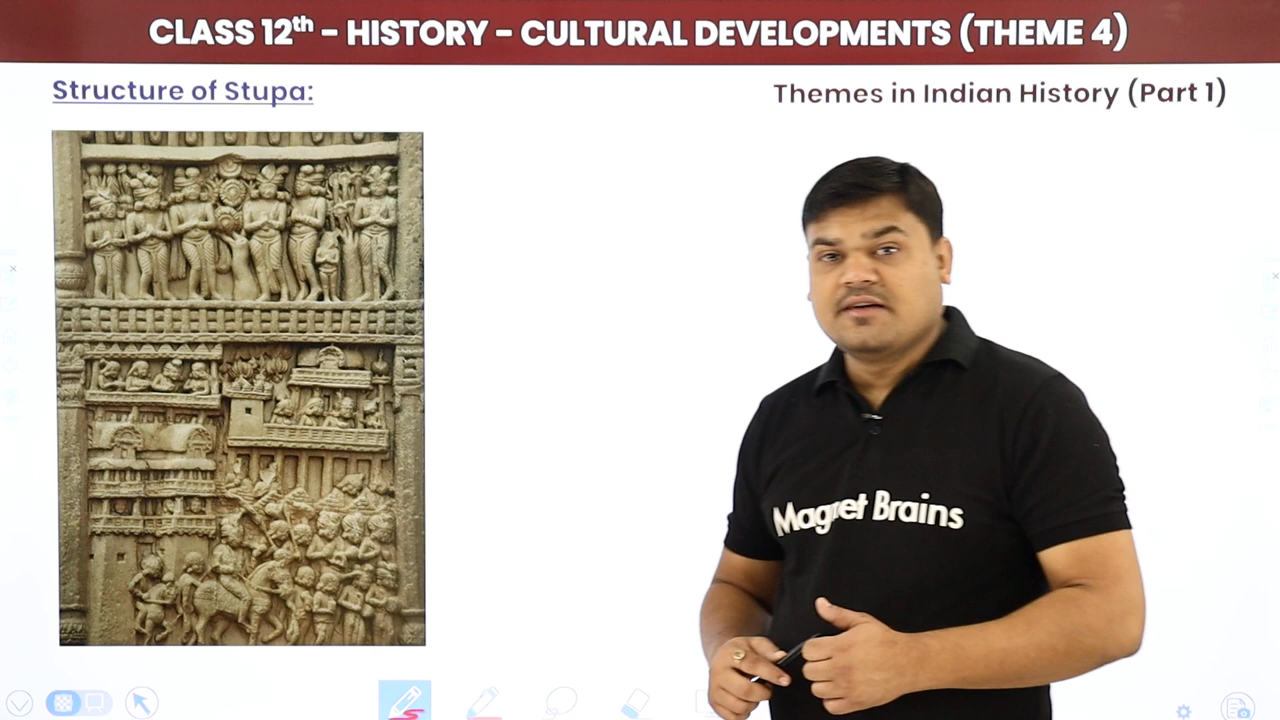 CLASS 12th - HISTORY - CULTURAL DEVELOPMENTS (THEME 4)
Structure of Stupa:
Themes in Indian History (Part 1)
Magnet Brains